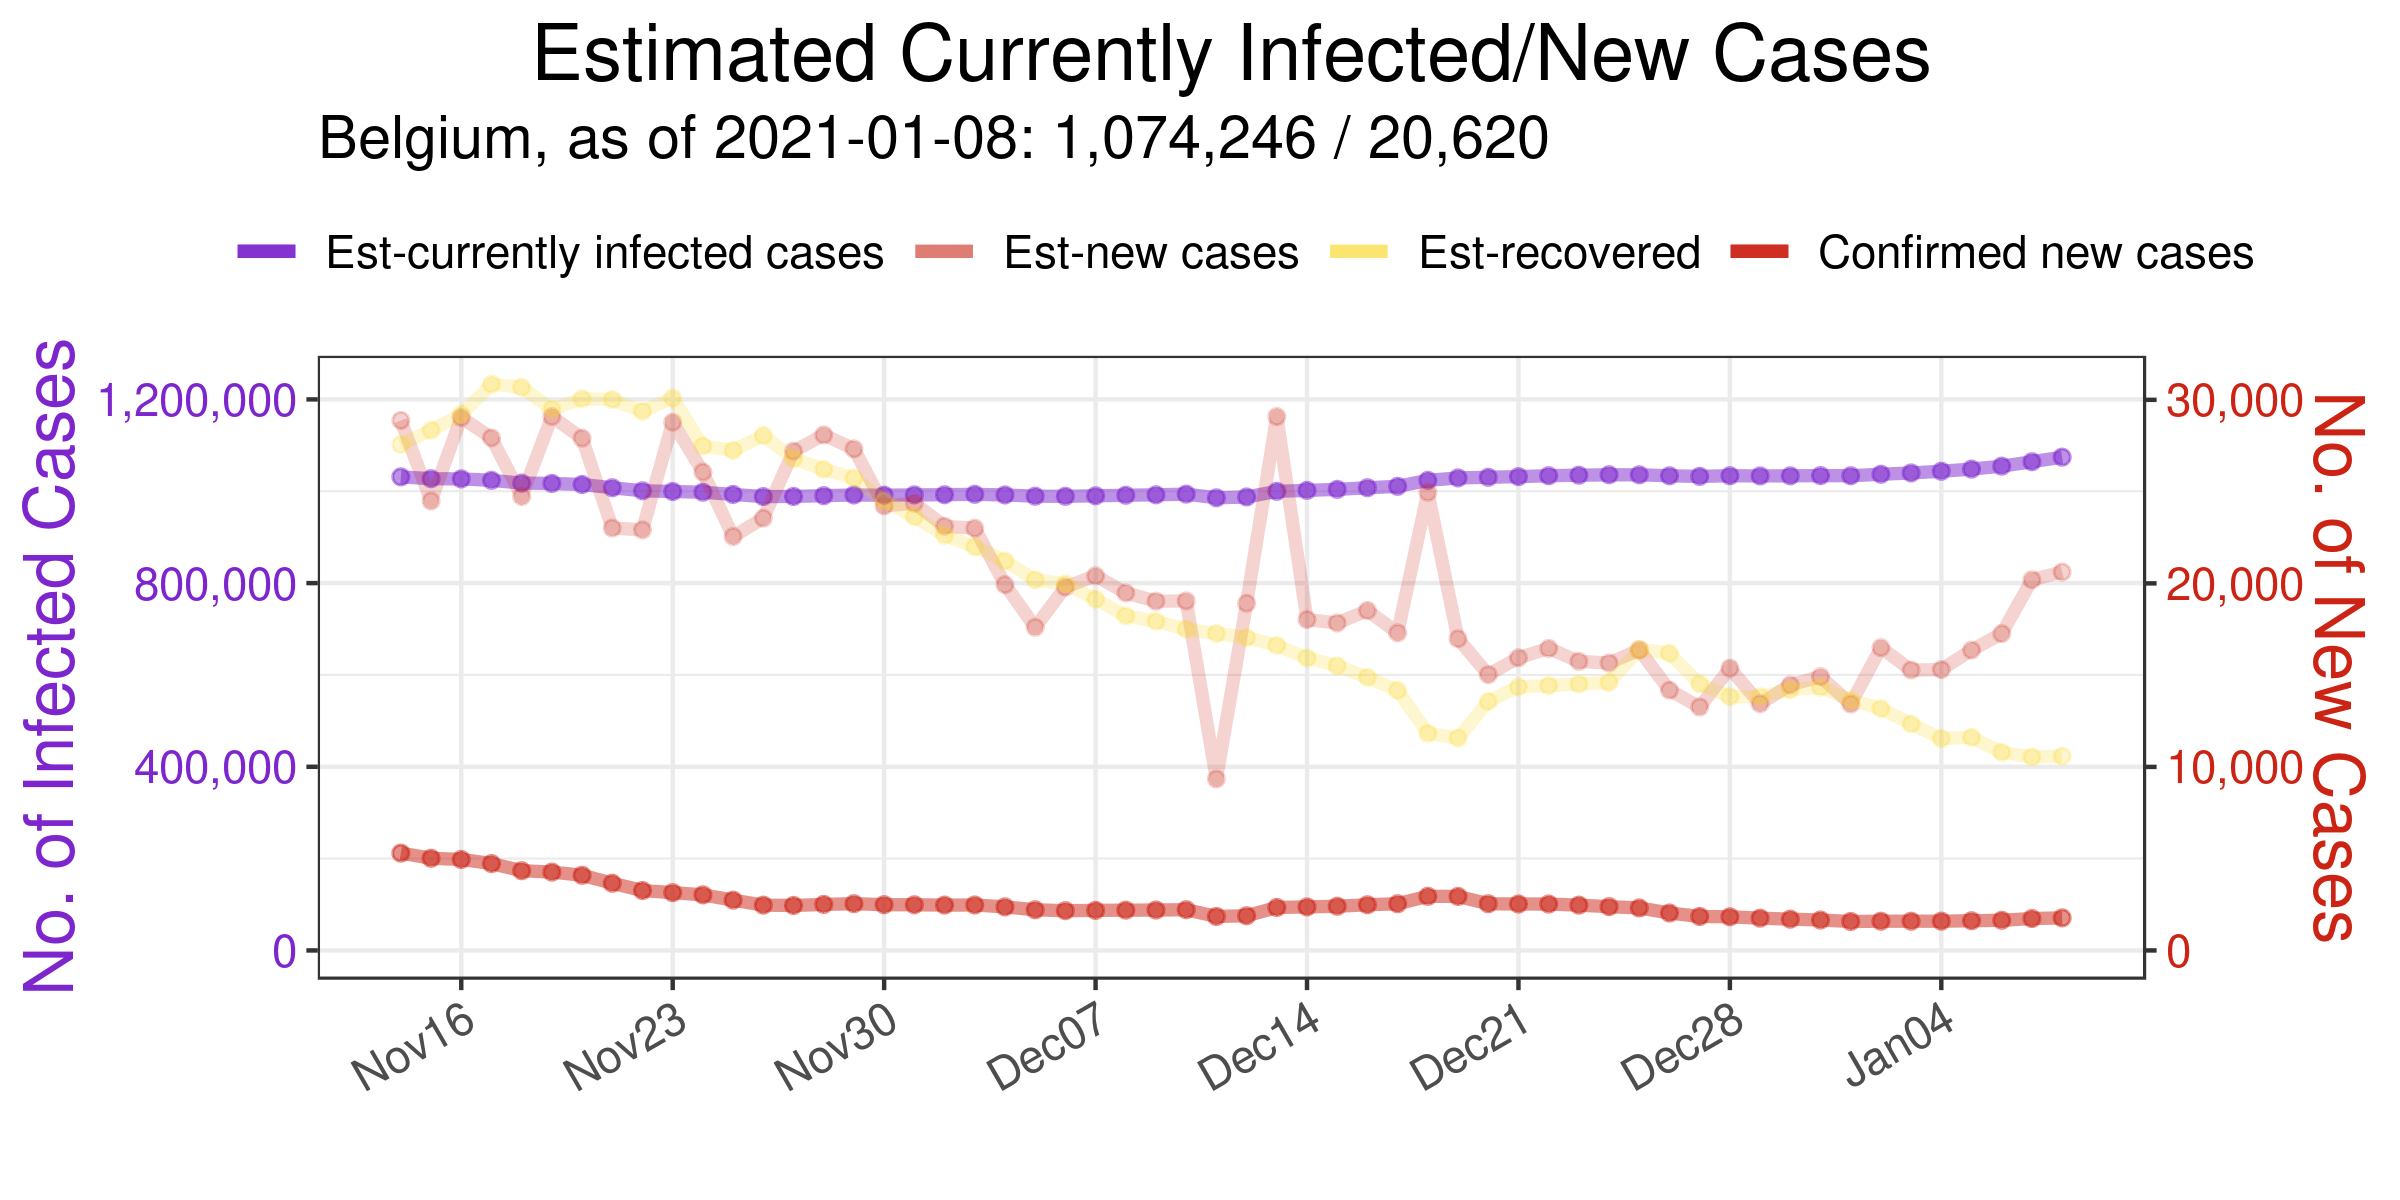 Estimated Currently Infected/New Cases
Belgium, as of 2021-01-08: 1,074,246 / 20,620
Est-currently infected cases Est-new cases Est-recovered Confirmed new cases
No. of Infected Cases
1,200,000
800,000
400,000
0
30,000
20,000
10,000
0
No. of New Cases
Nov16 Nov23 Nov30 Dec07 Dec14 Dec21 Dec28 Jan04